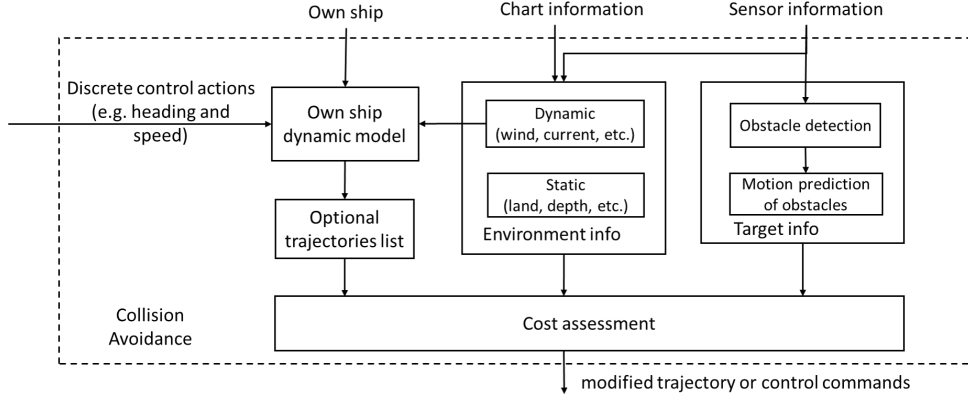 Own ship
Chart information
Sensor information
Discrete control actions
(e.g. heading and
speed)
Own ship
dynamic model
Dynamic
(wind, current, etc.)
Obstacle detection
Static
(land, depth, etc.)
Motion prediction
of obstacles
Optional
trajectories list
Environment info
Target info
Collision
Avoidance
Cost assessment
modified trajectory or control commands